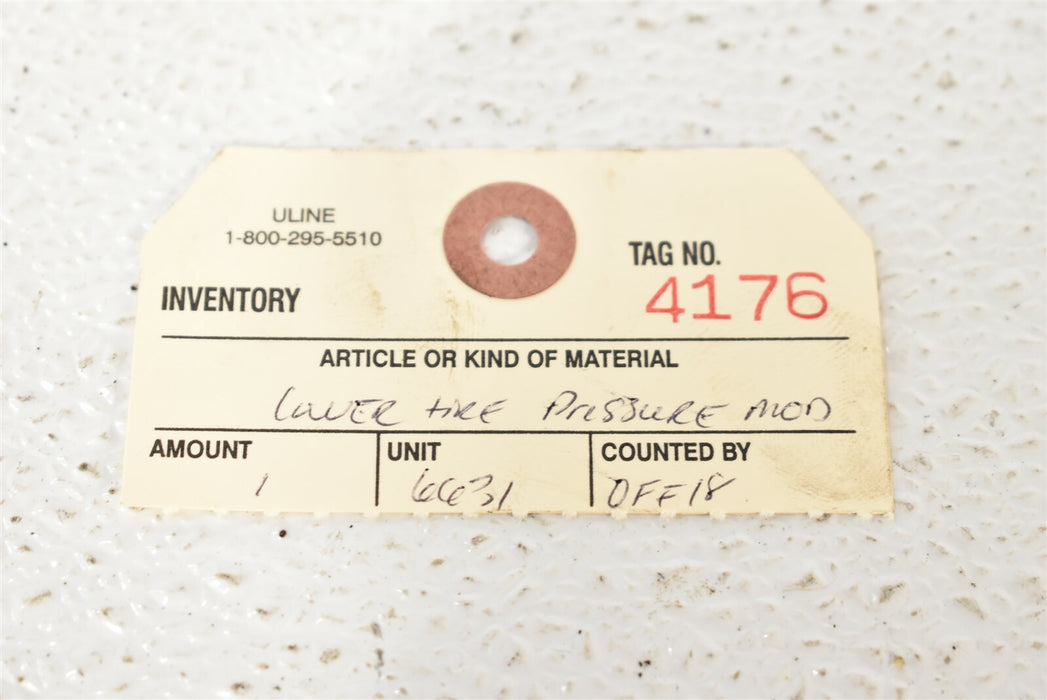 ULINE
1-800-295-5510
TAG NO.
4176
INVENTORY
ARTICLE OR KIND OF MATERIAL
LOWER tIRE PRESSURE MOD
AMOUNT
1
UNIT
6631
COUNTED BY
OFF18